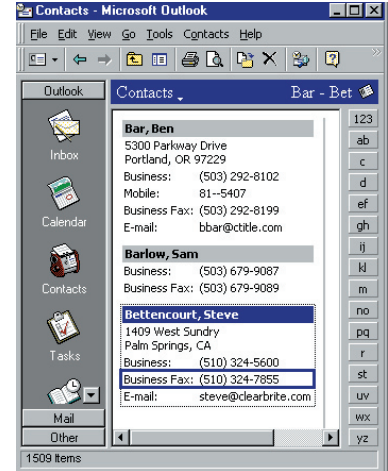 Contacts - Microsoft Outlook
File Edit View Go Tools Contacts Help
Outlook
Inbox
Calendar
Contacts
Tasks
Mail
Other
Contacts
Bar - Bet
Bar, Ben
5300 Parkway Drive
Portland, OR 97229
Business: (503) 292-8102
Mobile: 81--5407
Business Fax: (503) 292-8199
E-mail: bbar@ctitle.com
Barlow, Sam
Business: (503) 679-9087
Business Fax: (503) 679-9089
Bettencourt, Steve
1409 West Sundry
Palm Springs, CA
Business: (510) 324-5600
Business Fax: (510) 324-7855
E-mail: steve@clearbrite.com
123
ab
c
d
ef
gh
ij
kl
m
no
pq
r
st
uv
wx
yz
1509 Items